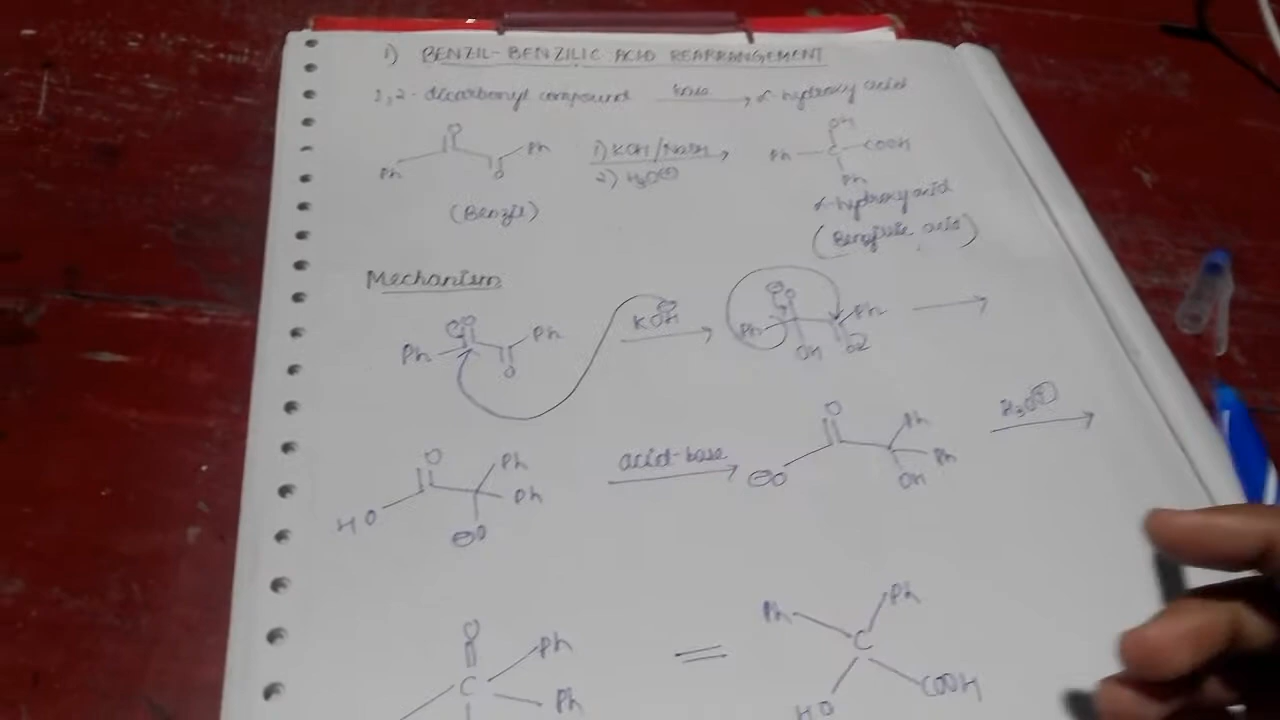 1) BENZIL-BENZILIC ACID REARRANGEMENT
1,2-dicarbonyl compound base → α-hydroxy acid
O Ph
Ph O Ph 1) KOH/NaOH → Ph C COOH
2) H3O⊕ Ph
(Benzil) α-hydroxy acid
(Benzilic acid)
Mechanism
O O
Ph O Ph KOH → Ph OH Ph →
O Ph O Ph H3O⊕ →
HO Ph acid-base → ⊖O Ph
⊖O OH
O Ph Ph Ph
C Ph = C
HO COOH